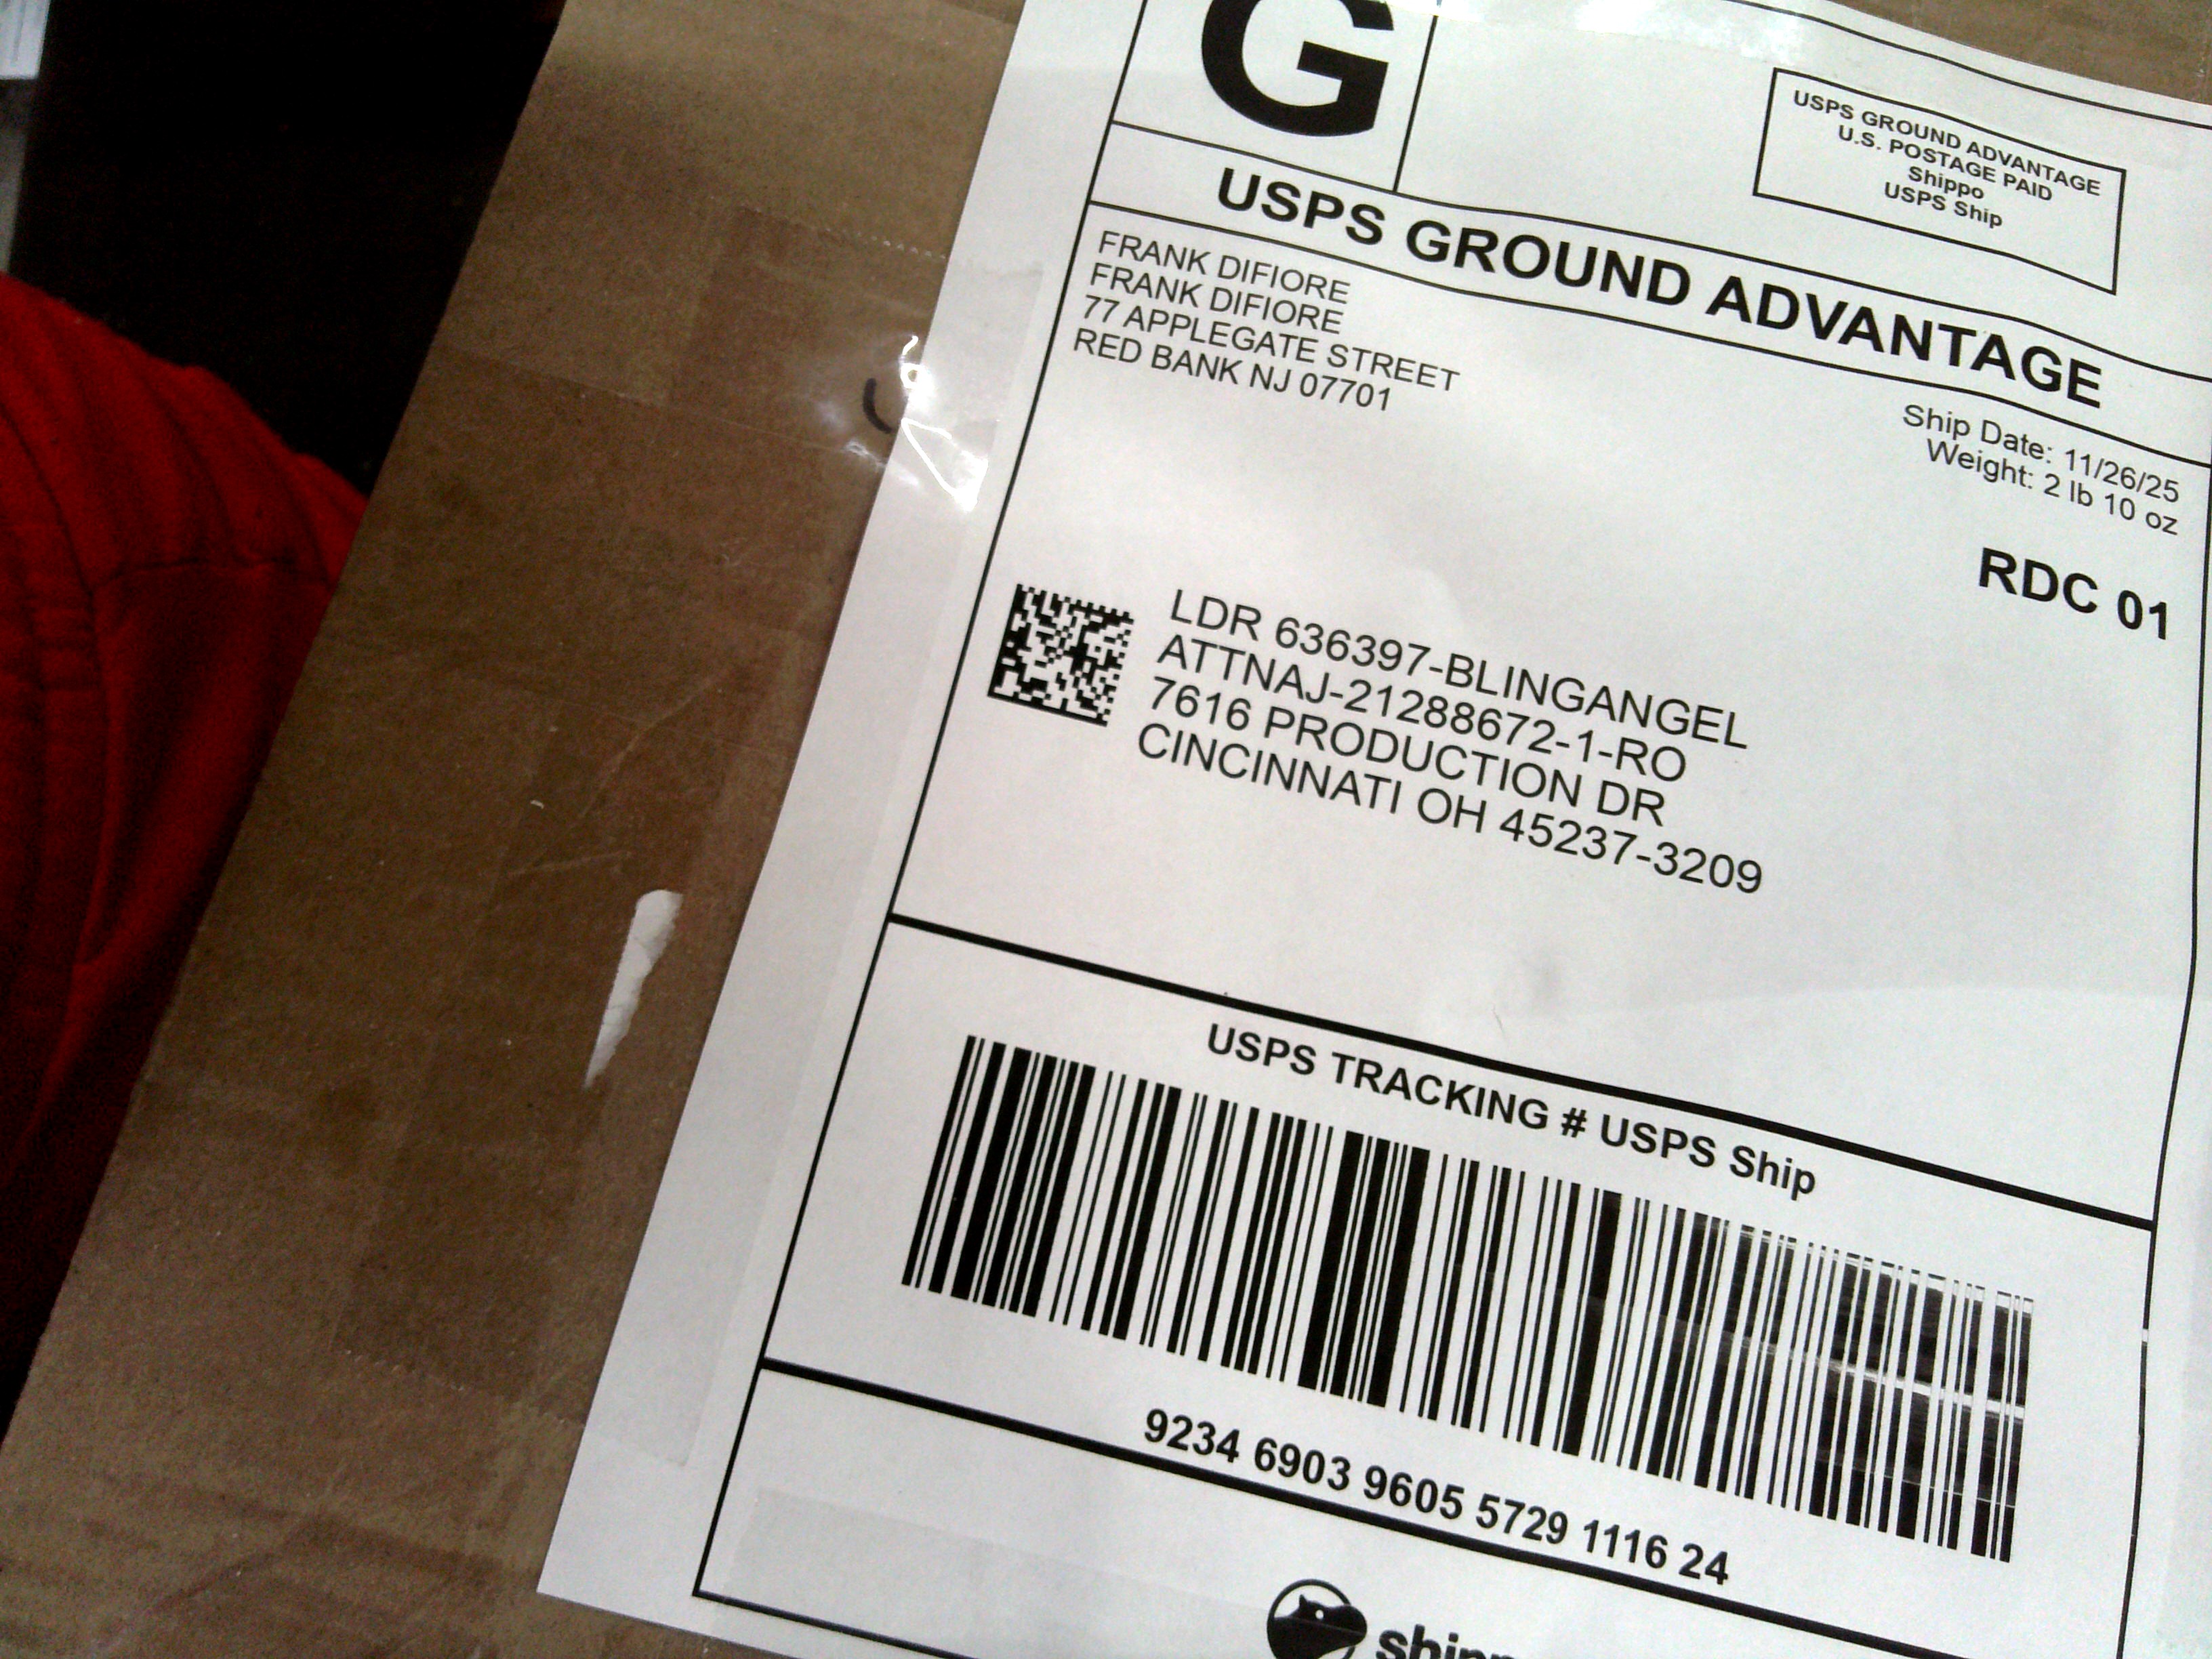 G
USPS GROUND ADVANTAGE
U.S. POSTAGE PAID
Shippo
USPS Ship
USPS GROUND ADVANTAGE
FRANK DIFIORE
FRANK DIFIORE
77 APPLEGATE STREET
RED BANK NJ 07701
Ship Date: 11/26/25
Weight: 2 lb 10 oz
RDC 01
LDR 636397-BLINGANGEL
ATTNAJ-21288672-1-RO
7616 PRODUCTION DR
CINCINNATI OH 45237-3209
USPS TRACKING # USPS Ship
9234 6903 9605 5729 1116 24